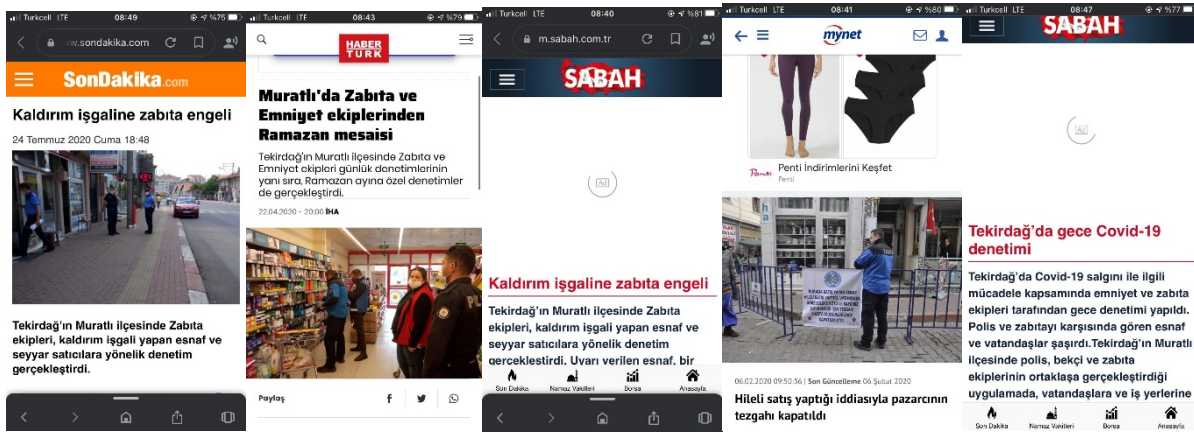 Turkcell LTE 08:49 %75
www.sondakika.com
SonDakika.com
Kaldırım işgaline zabıta engeli
24 Temmuz 2020 Cuma 18:48
Tekirdağ'ın Muratlı ilçesinde Zabıta
ekipleri, kaldırım işgali yapan esnaf ve
seyyar satıcılara yönelik denetim
gerçekleştirdi.
Turkcell LTE 08:43 %79
HABER
TURK
Muratlı'da Zabıta ve
Emniyet ekiplerinden
Ramazan mesaisi
Tekirdağ'ın Muratlı ilçesinde Zabıta ve
Emniyet ekipleri günlük denetimlerinin
yanı sıra, Ramazan ayına özel denetimler
de gerçekleştirdi.
22.04.2020 - 20:00 İHA
Paylaş
Turkcell LTE 08:40 %81
m.sabah.com.tr
SABAH
Ad
Kaldırım işgaline zabıta engeli
Tekirdağ'ın Muratlı ilçesinde Zabıta
ekipleri, kaldırım işgali yapan esnaf ve
seyyar satıcılara yönelik denetim
gerçekleştirdi. Uyarı verilen esnaf, bir
Son Dakika Namaz Vakitleri Borsa Anasayfa
Turkcell LTE 08:41 %80
mynet
Penti Penti İndirimlerini Keşfet
Penti
06.02.2020 09:50:56 | Son Güncelleme 06 Şubat 2020
Hileli satış yaptığı iddiasıyla pazarcının
tezgahı kapatıldı
Turkcell LTE 08:47 %77
SABAH
Ad
Tekirdağ'da gece Covid-19
denetimi
Tekirdağ'da Covid-19 salgını ile ilgili
mücadele kapsamında emniyet ve zabıta
ekipleri tarafından gece denetimi yapıldı.
Polis ve zabıtayı karşısında gören esnaf
ve vatandaşlar şaşırdı.Tekirdağ'ın Muratlı
ilçesinde polis, bekçi ve zabıta
ekiplerinin ortaklaşa gerçekleştirdiği
uygulamada, vatandaşlara ve iş yerlerine
Son Dakika Namaz Vakitleri Borsa Anasayfa